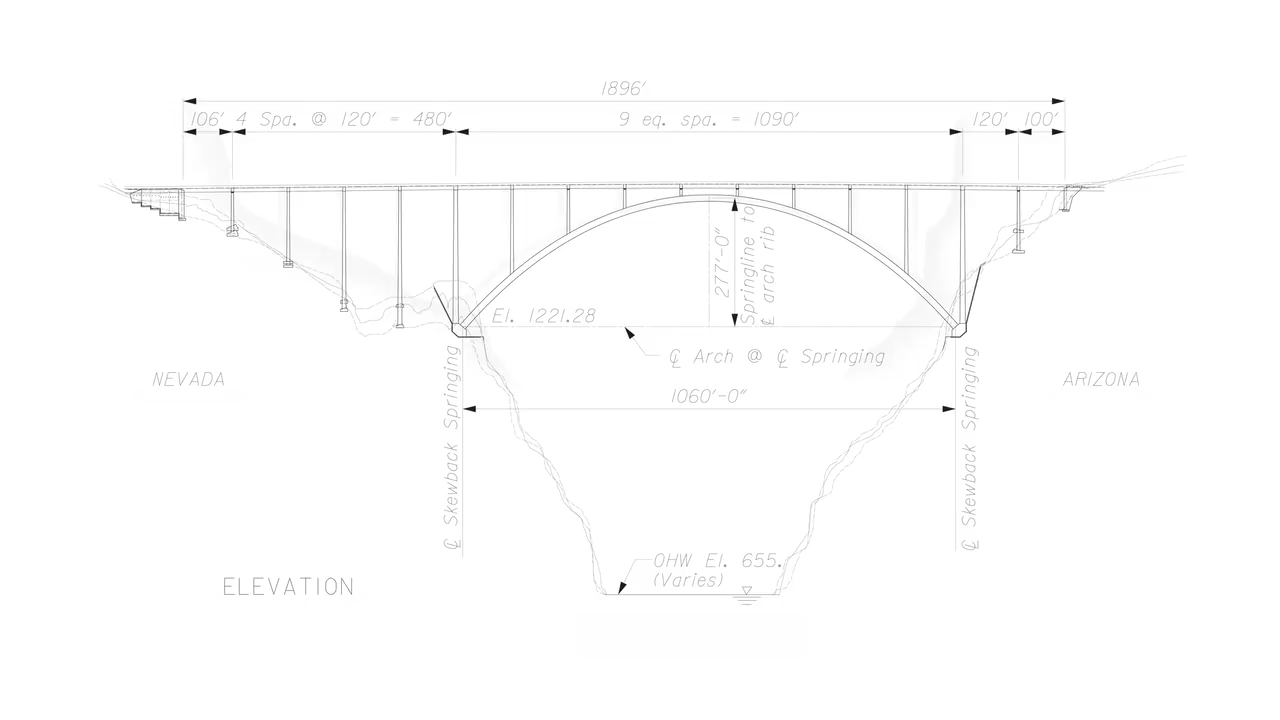 1896'
106' 4 Spa. @ 120' = 480' 9 eq. spa. = 1090' 120' 100'
277'-0"
Springline to
℄ arch rib
El. 1221.28
℄ Arch @ ℄ Springing
NEVADA
ARIZONA
1060'-0"
℄ Skewback Springing
℄ Skewback Springing
OHW El. 655.
(Varies)
ELEVATION